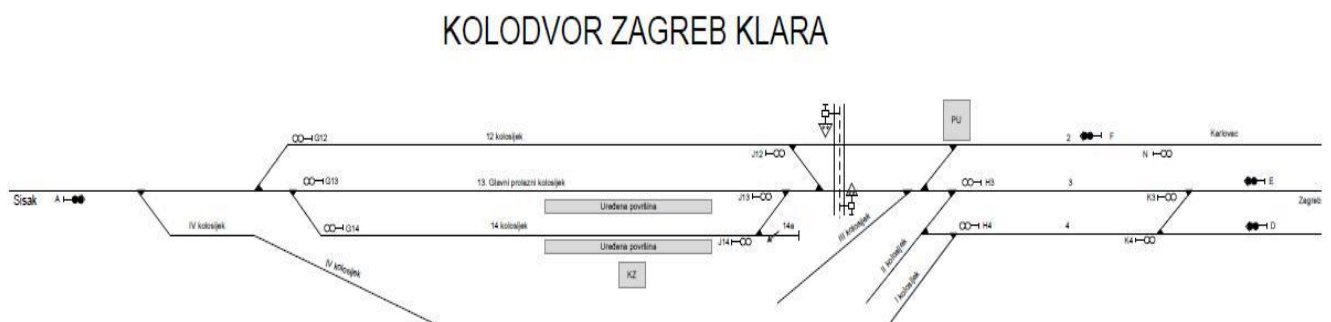 KOLODVOR ZAGREB KLARA
PU
G12
12 kolosijek
J12
2
F
N
Karlovec
Sisak
A
G13
13. Glavni prolazni kolosijek
J13
H3
3
K3
E
Zagreb
Uređena površina
IV kolosijek
G14
14 kolosijek
J14
14a
III kolosijek
II kolosijek
H4
4
K4
D
Uređena površina
IV kolosijek
KZ
I kolosijek